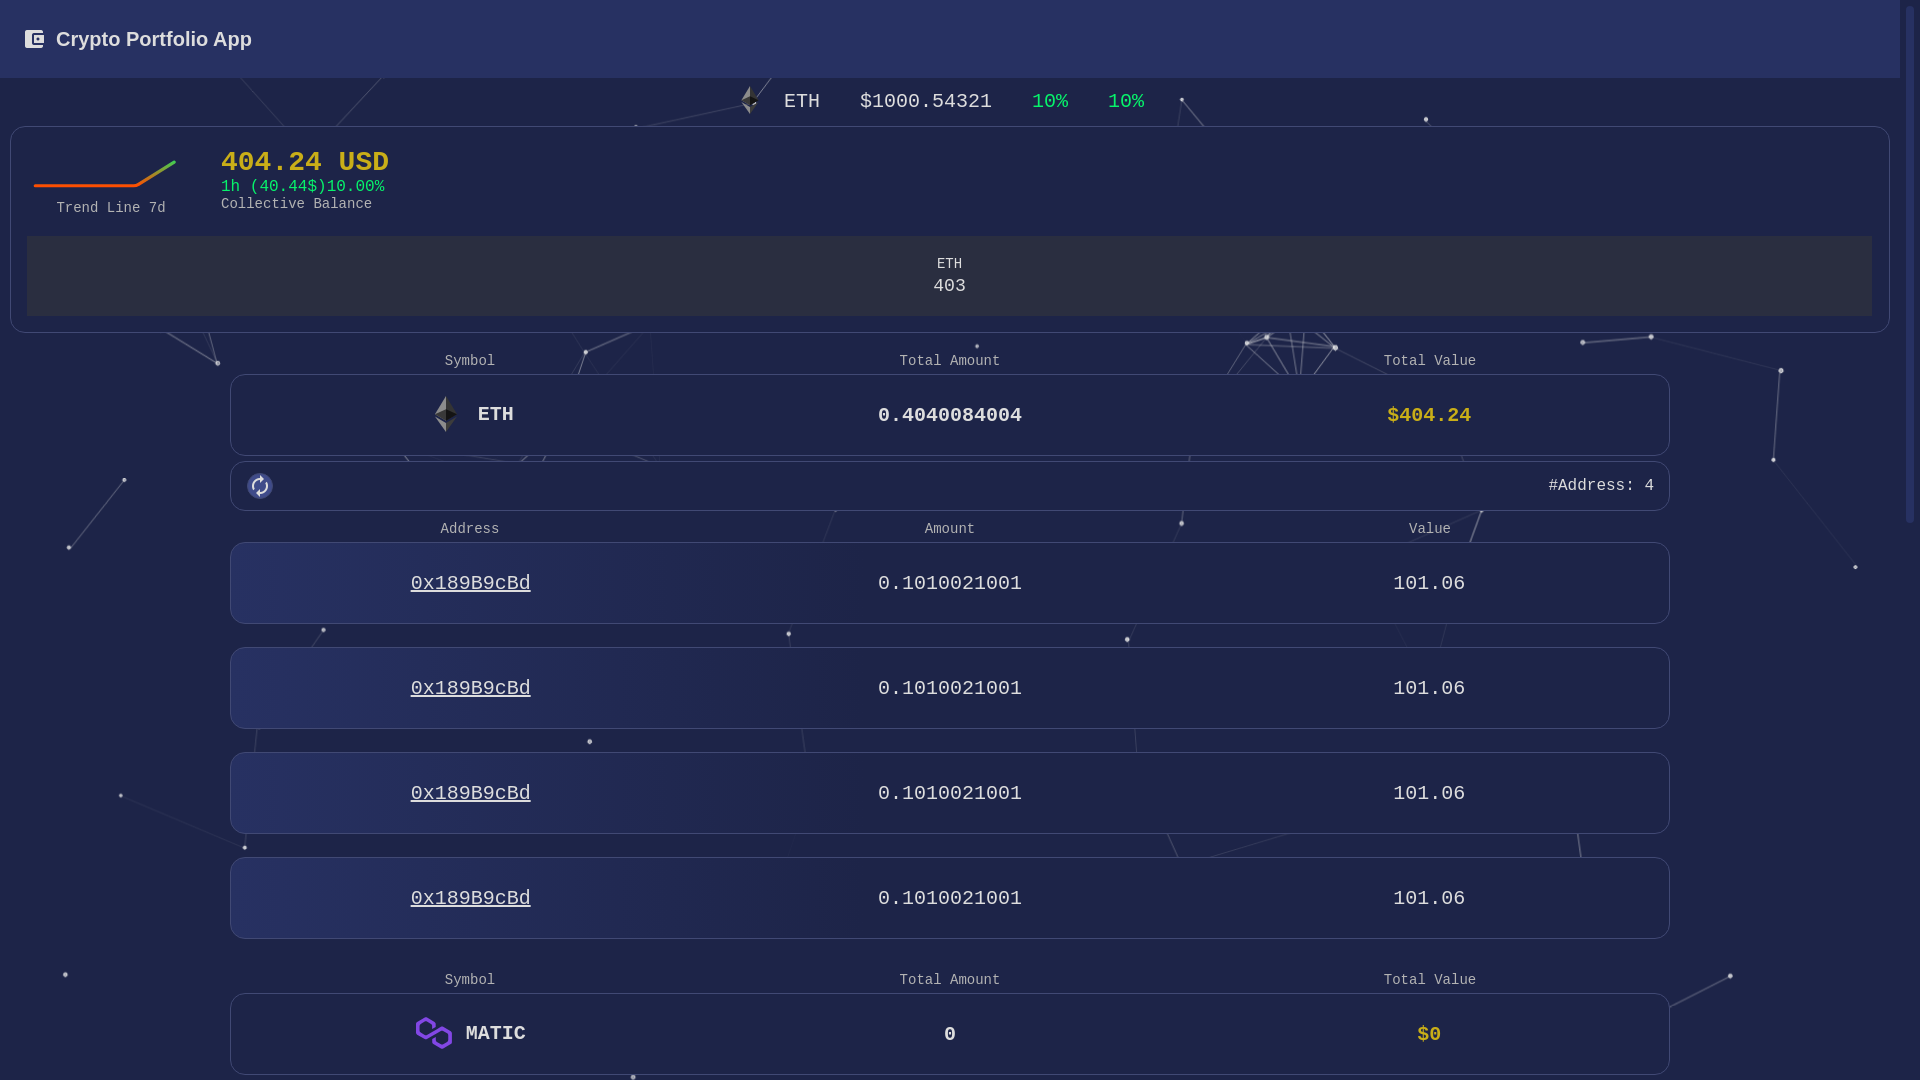 Crypto Portfolio App
ETH $1000.54321 10% 10%
404.24 USD
1h (40.44$)10.00%
Collective Balance
Trend Line 7d
ETH
403
Symbol Total Amount Total Value
ETH 0.4040084004 $404.24
#Address: 4
Address Amount Value
0x189B9cBd 0.1010021001 101.06
0x189B9cBd 0.1010021001 101.06
0x189B9cBd 0.1010021001 101.06
0x189B9cBd 0.1010021001 101.06
Symbol Total Amount Total Value
MATIC 0 $0